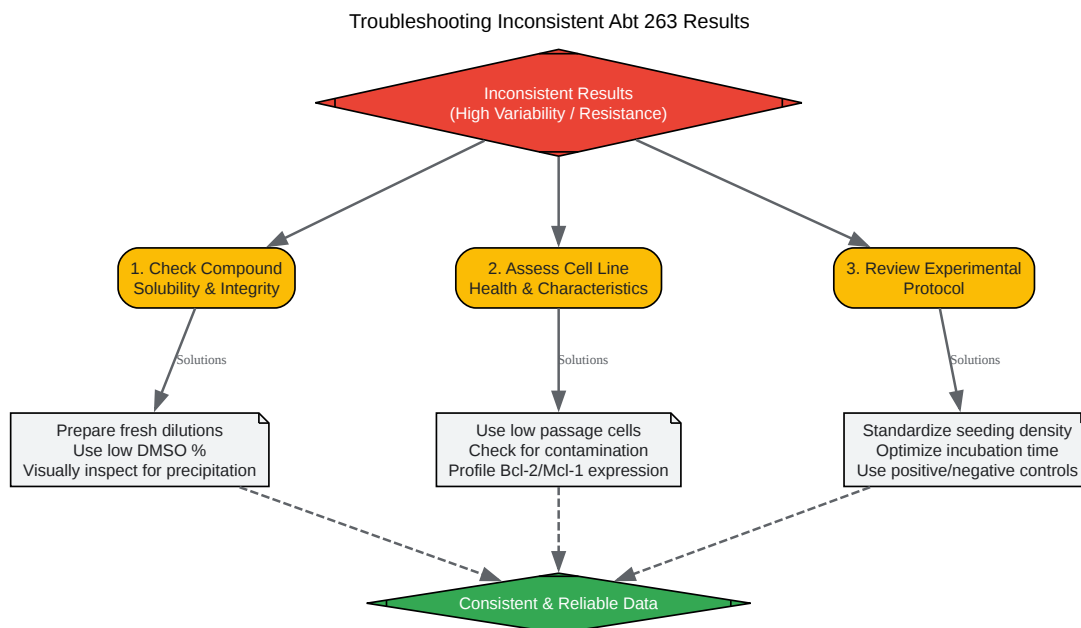 Troubleshooting Inconsistent Abt 263 Results
Inconsistent Results
(High Variability / Resistance)
1. Check Compound
Solubility & Integrity
2. Assess Cell Line
Health & Characteristics
3. Review Experimental
Protocol
Solutions
Solutions
Solutions
Prepare fresh dilutions
Use low DMSO %
Visually inspect for precipitation
Use low passage cells
Check for contamination
Profile Bcl-2/Mcl-1 expression
Standardize seeding density
Optimize incubation time
Use positive/negative controls
Consistent & Reliable Data